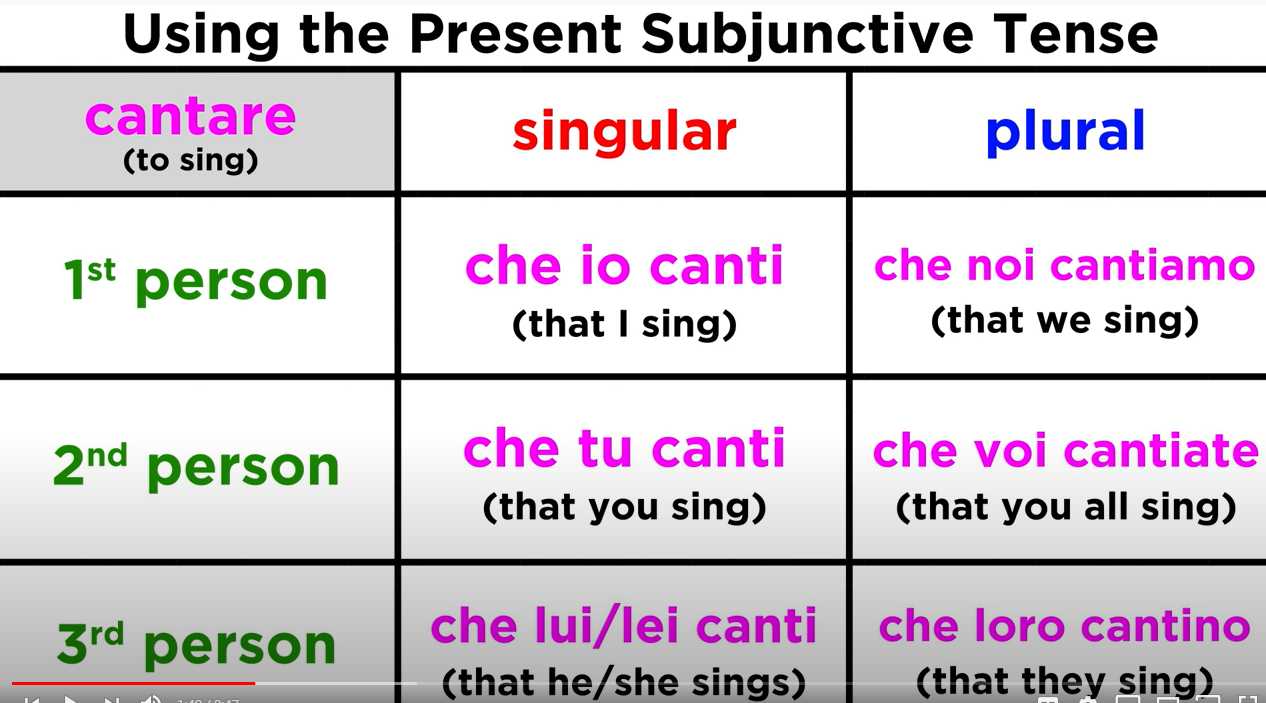 Using the Present Subjunctive Tense
cantare
(to sing)
singular
plural
1st person
che io canti
(that I sing)
che noi cantiamo
(that we sing)
2nd person
che tu canti
(that you sing)
che voi cantiate
(that you all sing)
3rd person
che lui/lei canti
(that he/she sings)
che loro cantino
(that they sing)